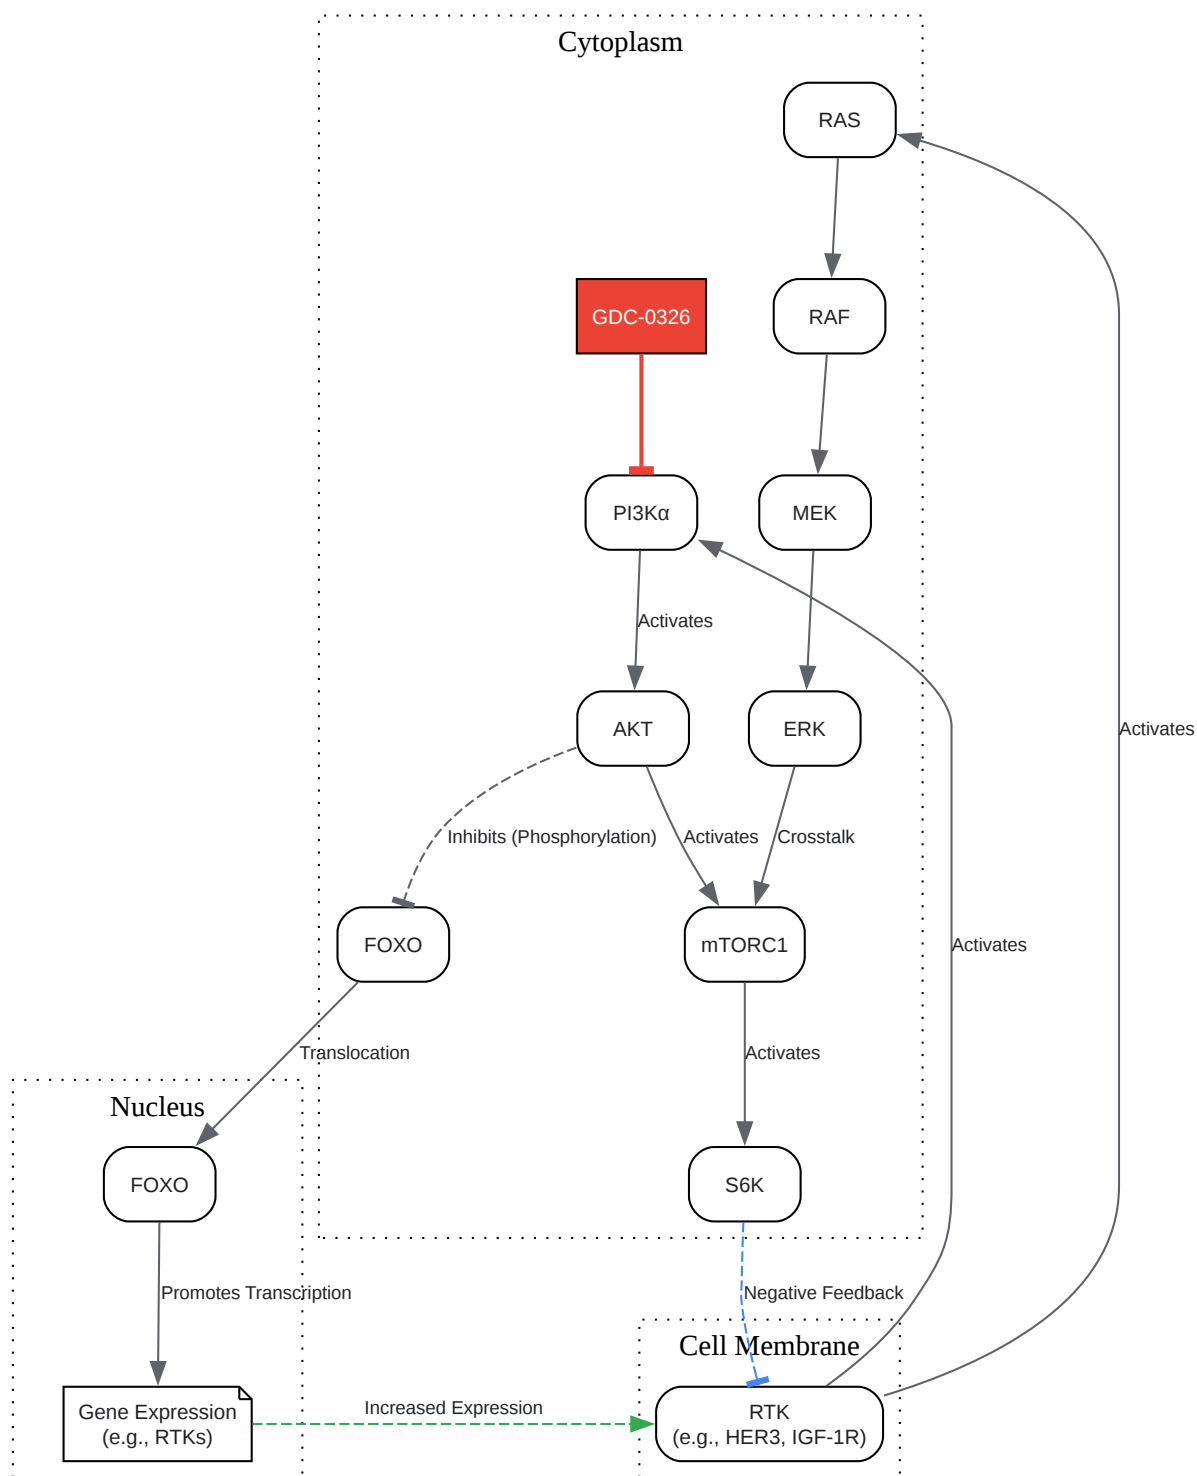 Cytoplasm
RAS
GDC-0326
RAF
PI3Kα
MEK
Activates
AKT
ERK
Activates
Inhibits (Phosphorylation)
Activates
Crosstalk
FOXO
mTORC1
Activates
Translocation
Activates
Nucleus
FOXO
S6K
Promotes Transcription
Negative Feedback
Cell Membrane
Gene Expression
(e.g., RTKs)
Increased Expression
RTK
(e.g., HER3, IGF-1R)